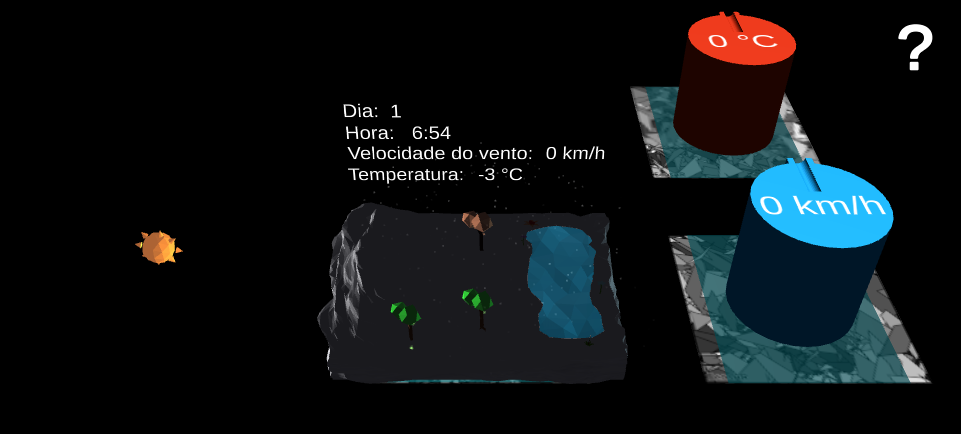 0 °C
?
Dia: 1
Hora: 6:54
Velocidade do vento: 0 km/h
Temperatura: -3 °C
0 km/h